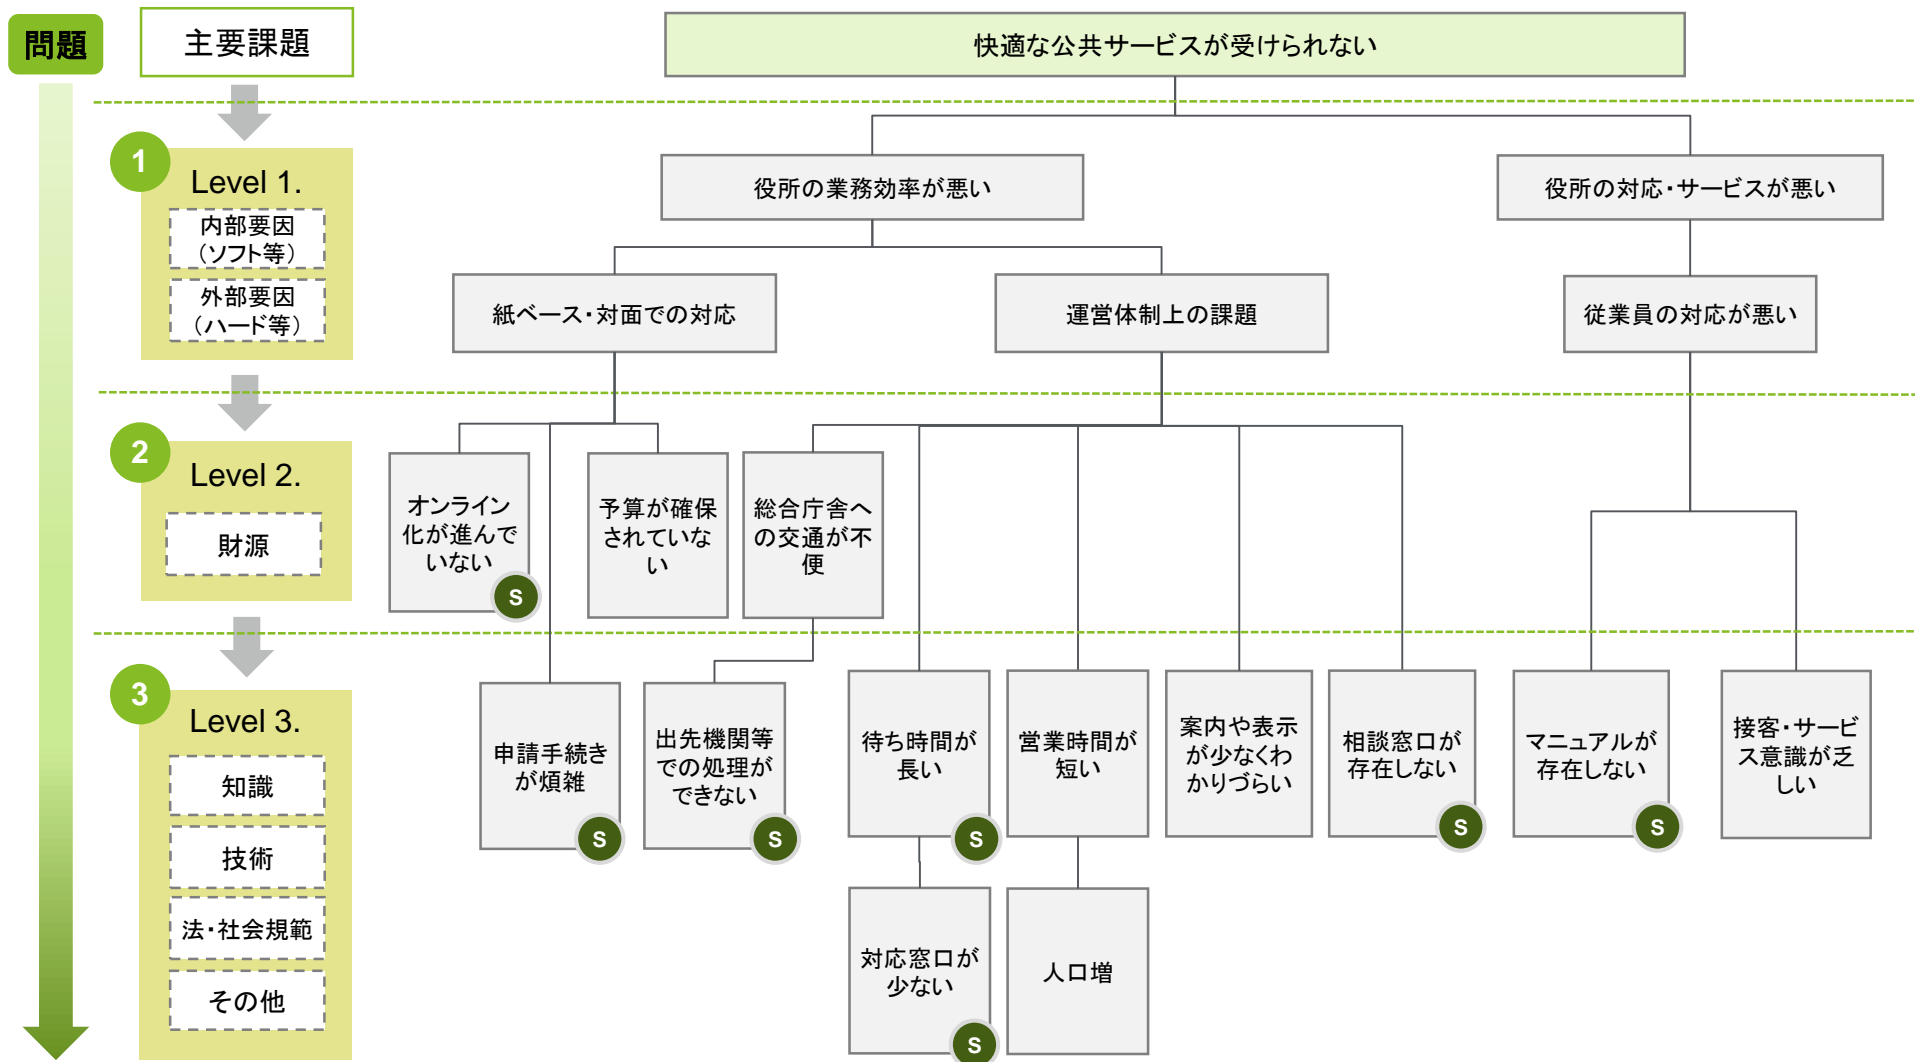 問題
主要課題
快適な公共サービスが受けられない
1
Level 1.
内部要因
（ソフト等）
外部要因
（ハード等）
役所の業務効率が悪い
役所の対応・サービスが悪い
紙ベース・対面での対応
運営体制上の課題
従業員の対応が悪い
2
Level 2.
財源
オンライン
化が進んで
いない
S
予算が確保
されていな
い
総合庁舎へ
の交通が不
便
3
Level 3.
知識
技術
法・社会規範
その他
申請手続き
が煩雑
S
出先機関等
での処理が
できない
S
待ち時間が
長い
S
営業時間が
短い
案内や表示
が少なくわ
かりづらい
相談窓口が
存在しない
S
マニュアルが
存在しない
S
接客・サービ
ス意識が乏
しい
対応窓口が
少ない
S
人口増